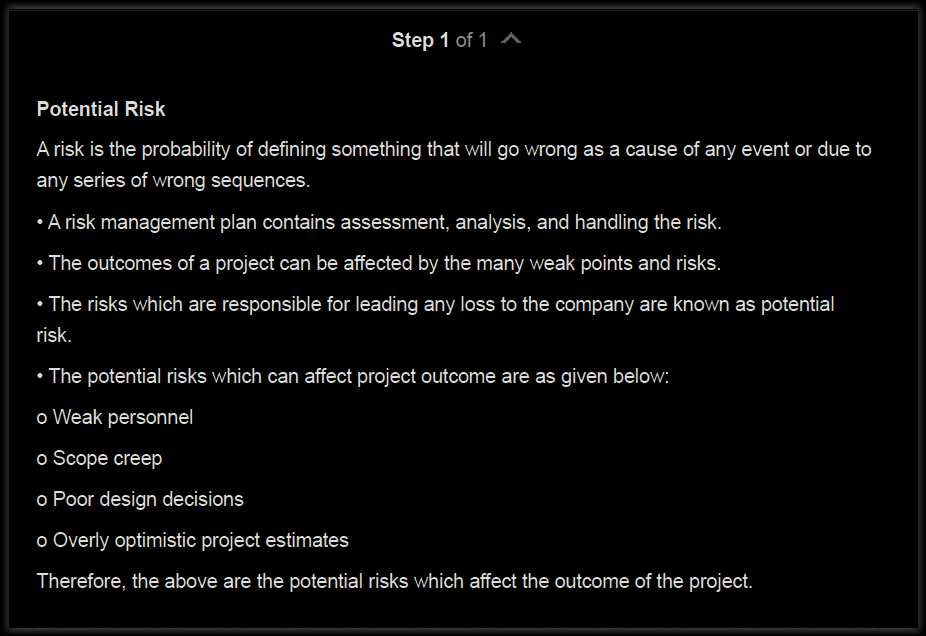 Step 1 of 1
Potential Risk
A risk is the probability of defining something that will go wrong as a cause of any event or due to
any series of wrong sequences.
• A risk management plan contains assessment, analysis, and handling the risk.
• The outcomes of a project can be affected by the many weak points and risks.
• The risks which are responsible for leading any loss to the company are known as potential
risk.
• The potential risks which can affect project outcome are as given below:
o Weak personnel
o Scope creep
o Poor design decisions
o Overly optimistic project estimates
Therefore, the above are the potential risks which affect the outcome of the project.